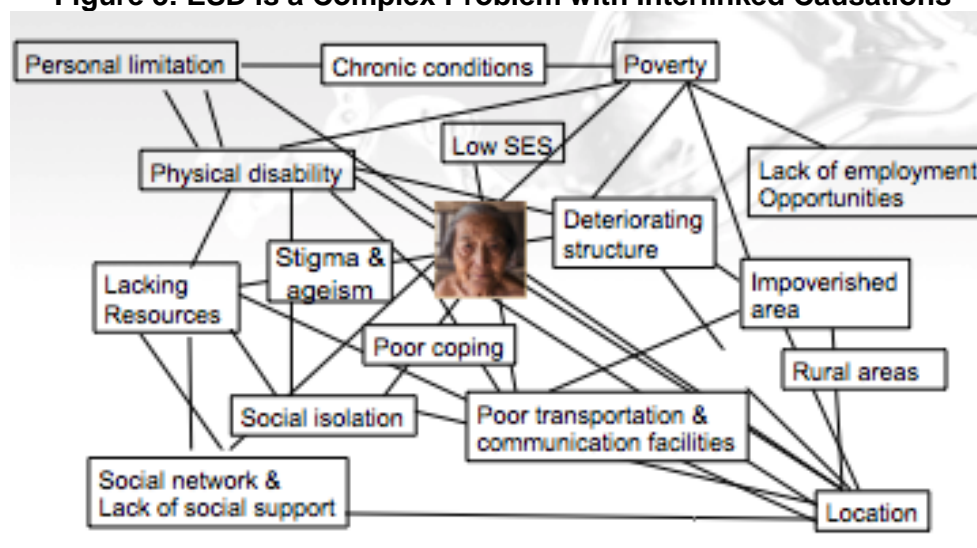 Figure 3. ESD is a Complex Problem with Interlinked Causations
Personal limitation
Chronic conditions
Poverty
Low SES
Physical disability
Lack of employment
Opportunities
Deteriorating
structure
Stigma &
ageism
Lacking
Resources
Impoverished
area
Poor coping
Rural areas
Social isolation
Poor transportation &
communication facilities
Social network &
Lack of social support
Location